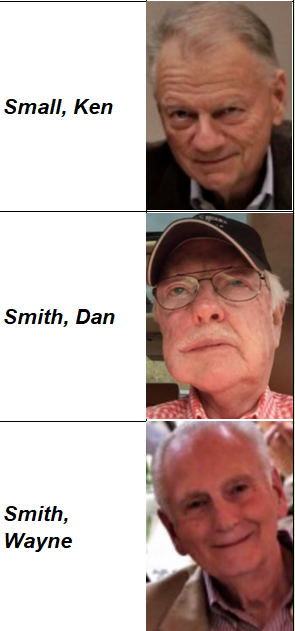 Small, Ken
Smith, Dan
Smith,
Wayne